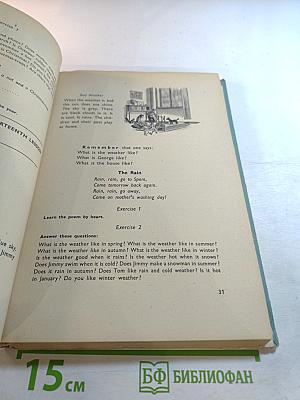 Exercise 7
TEENTH LESSON
Bad Weather
When the weather is bad
the sun does not shine.
The sky is grey. There
are black clouds in it. It
is cold. It rains. The chil-
dren and their pets play
at home.
Remember that one says:
What is the weather like?
What is George like?
What is the house like?
The Rain
Rain, rain, go to Spain,
Come tomorrow back again.
Rain, rain, go away,
Come on mother's washing day!
Exercise 1
Learn the poem by heart.
Exercise 2
Answer these questions:
What is the weather like in spring? What is the weather like in summer?
What is the weather like in autumn? What is the weather like in winter?
Is the weather good when it rains? Is the weather hot when it snows?
Does Jimmy swim when it is cold? Does Jimmy make a snowman in summer?
Does it rain in autumn? Does Tom like rain and cold weather? Is it hot
in January? Do you like winter weather?
31
15 см
БФ БИБЛИОФАН